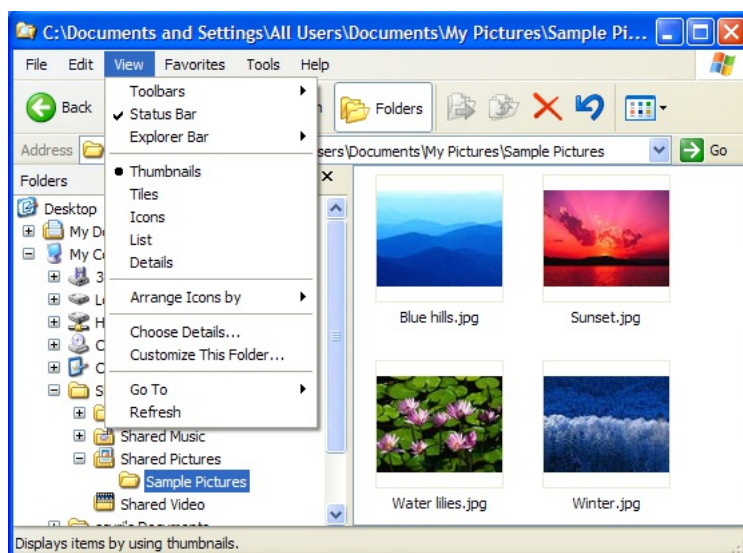 C:\Documents and Settings\All Users\Documents\My Pictures\Sample Pi...
File Edit View Favorites Tools Help
Back
Folders
Toolbars
Status Bar
Explorer Bar
Thumbnails
Tiles
Icons
List
Details
Arrange Icons by
Choose Details...
Customize This Folder...
Go To
Refresh
Address
\Documents\My Pictures\Sample Pictures
Go
Folders
Desktop
Shared Music
Shared Pictures
Sample Pictures
Shared Video
Blue hills.jpg
Sunset.jpg
Water lilies.jpg
Winter.jpg
Displays items by using thumbnails.